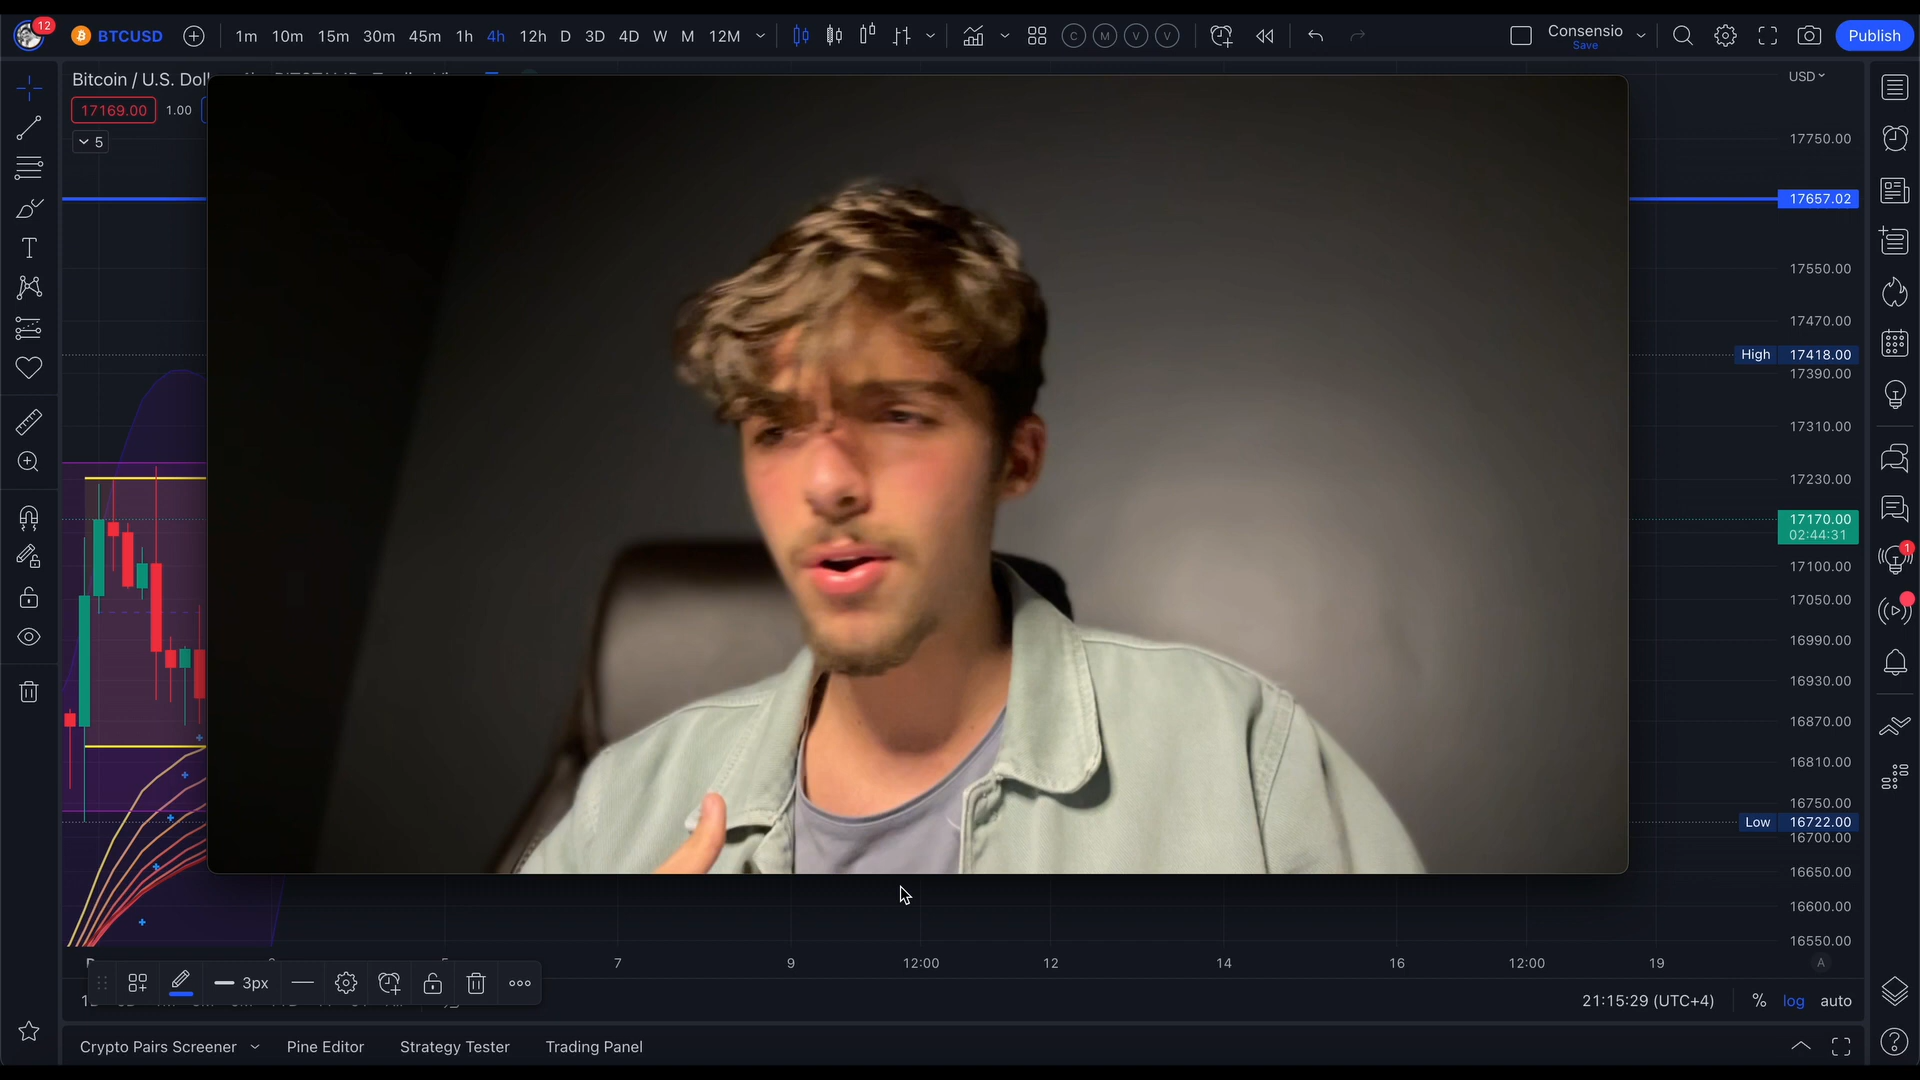 12
BTCUSD
1m 10m 15m 30m 45m 1h 4h 12h D 3D 4D W M 12M
C M V V
Consensio
Save
Publish
Bitcoin / U.S. Doll
USD
17169.00 1.00
5
17750.00
17657.02
17550.00
17470.00
High 17418.00
17390.00
17310.00
17230.00
17170.00
02:44:31
17100.00
17050.00
16990.00
16930.00
16870.00
16810.00
16750.00
Low 16722.00
16700.00
16650.00
16600.00
16550.00
1
7 9 12:00 12 14 16 12:00 19 A
3px
21:15:29 (UTC+4) % log auto
Crypto Pairs Screener Pine Editor Strategy Tester Trading Panel